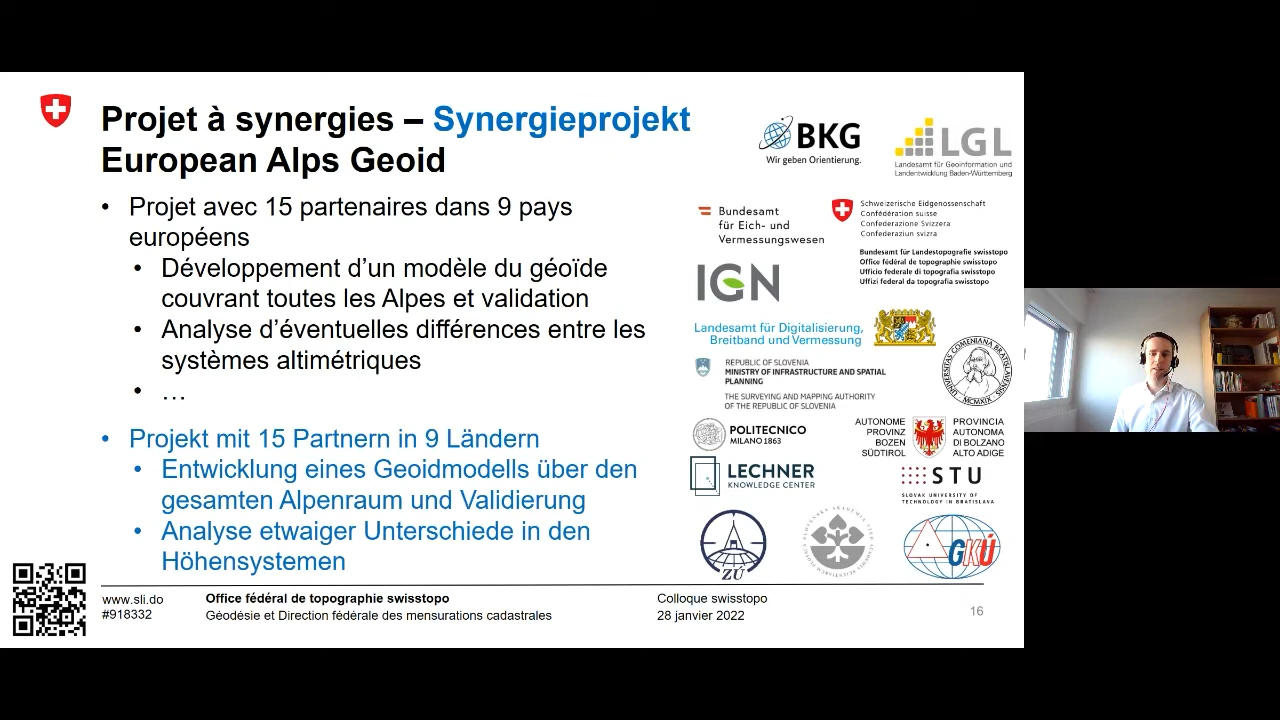 Projet à synergies – Synergieprojekt
European Alps Geoid
• Projet avec 15 partenaires dans 9 pays
européens
• Développement d’un modèle du géoïde
couvrant toutes les Alpes et validation
• Analyse d’éventuelles différences entre les
systèmes altimétriques
• …
• Projekt mit 15 Partnern in 9 Ländern
• Entwicklung eines Geoidmodells über den
gesamten Alpenraum und Validierung
• Analyse etwaiger Unterschiede in den
Höhensystemen
BKG
Wir geben Orientierung.
LGL
Landesamt für Geoinformation und
Landentwicklung Baden-Württemberg
Bundesamt
für Eich- und
Vermessungswesen
Schweizerische Eidgenossenschaft
Confédération suisse
Confederazione Svizzera
Confederaziun svizra
Bundesamt für Landestopografie swisstopo
Office fédéral de topographie swisstopo
Ufficio federale di topografia swisstopo
Uffizi federal da topografia swisstopo
IGN
Landesamt für Digitalisierung,
Breitband und Vermessung
REPUBLIC OF SLOVENIA
MINISTRY OF INFRASTRUCTURE AND SPATIAL
PLANNING
THE SURVEYING AND MAPPING AUTHORITY
OF THE REPUBLIC OF SLOVENIA
UNIVERSITAS COMENIANA BRATISLAVENSIS
MCMXIX
POLITECNICO
MILANO 1863
AUTONOME
PROVINZ
BOZEN
SÜDTIROL
PROVINCIA
AUTONOMA
DI BOLZANO
ALTO ADIGE
LECHNER
KNOWLEDGE CENTER
STU
SLOVAK UNIVERSITY OF
TECHNOLOGY IN BRATISLAVA
ZÚ
GKÚ
www.sli.do
#918332
Office fédéral de topographie swisstopo
Géodésie et Direction fédérale des mensurations cadastrales
Colloque swisstopo
28 janvier 2022
16